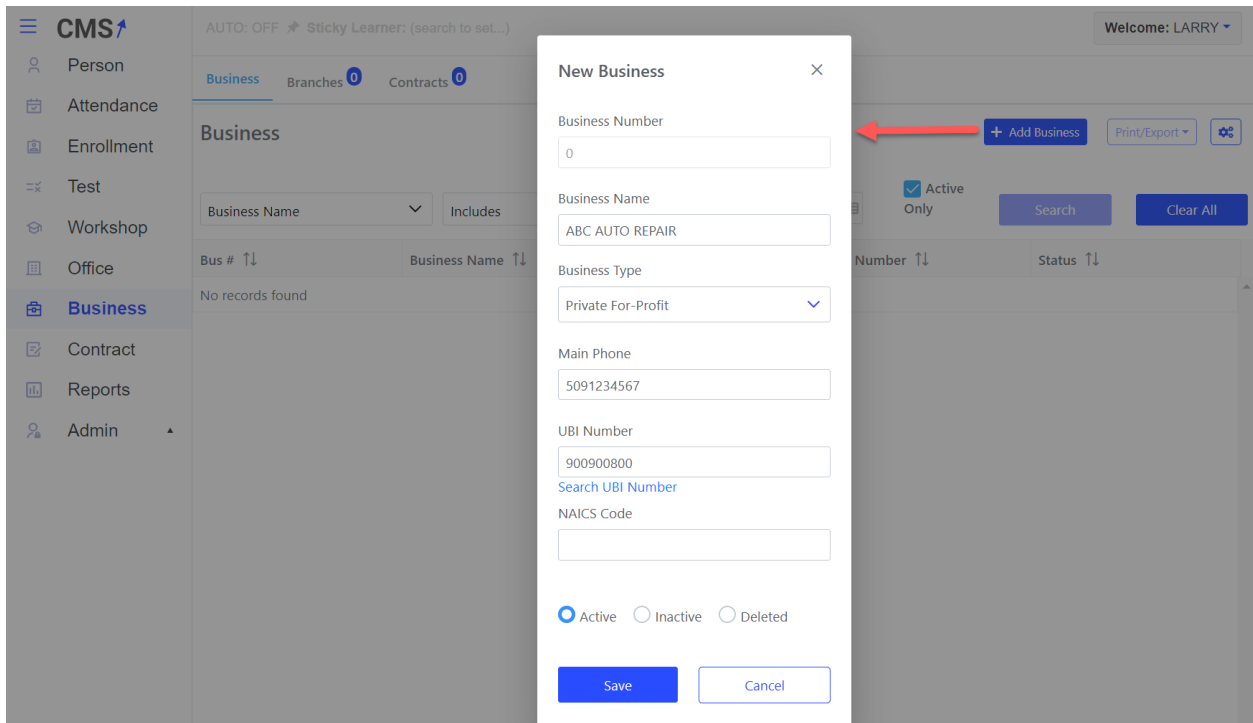 CMS
AUTO: OFF Sticky Learner: (search to set...)
Welcome: LARRY
Person
Attendance
Enrollment
Test
Workshop
Office
Business
Contract
Reports
Admin
Business
Branches 0
Contracts 0
Business
+ Add Business
Print/Export
Business Name
Includes
Active Only
Search
Clear All
Bus #
Business Name
Number
Status
No records found
New Business
Business Number
0
Business Name
ABC AUTO REPAIR
Business Type
Private For-Profit
Main Phone
5091234567
UBI Number
900900800
Search UBI Number
NAICS Code
Active Inactive Deleted
Save
Cancel